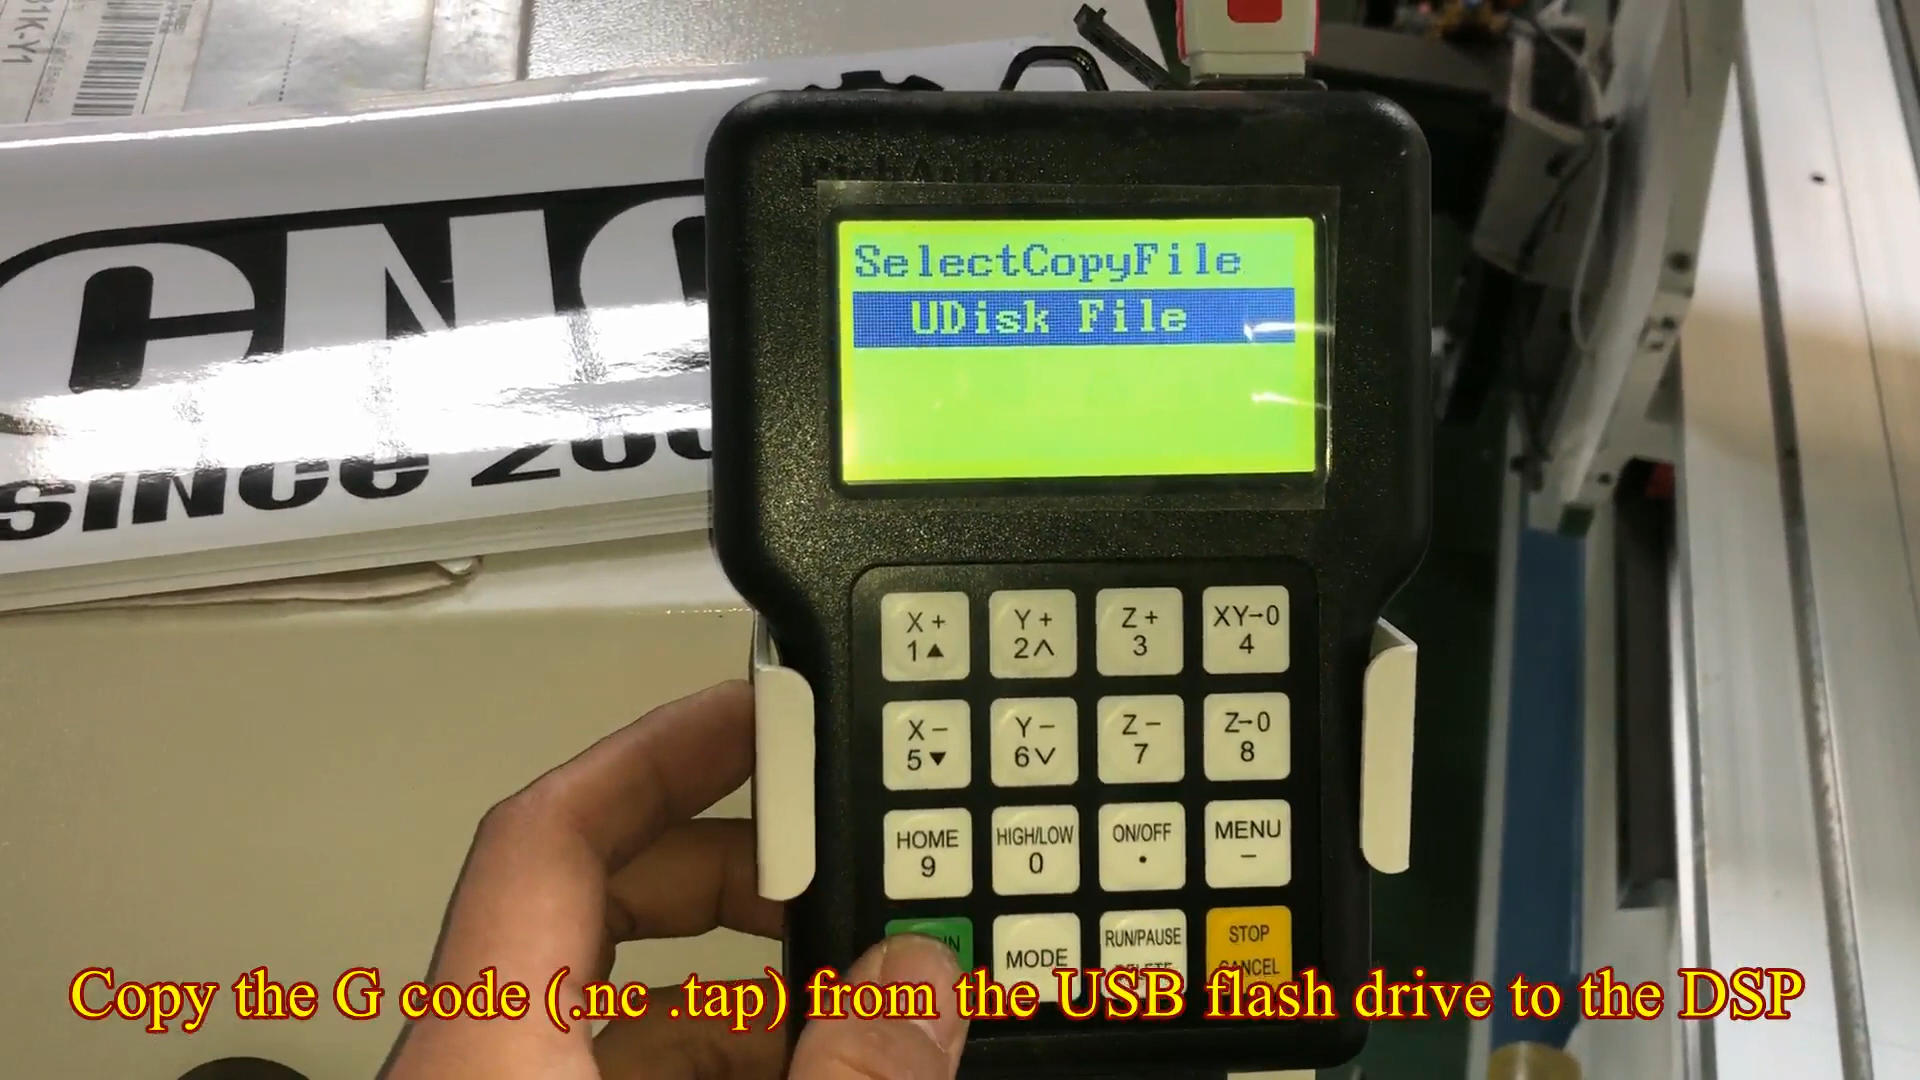 CNC
SINCe 200
SelectCopyFile
UDisk File
X+
1▲
Y+
2∧
Z+
3
XY→0
4
X−
5▼
Y−
6∨
Z−
7
Z→0
8
HOME
9
HIGH/LOW
0
ON/OFF
•
MENU
−
MODE
RUN/PAUSE
DELETE
STOP
CANCEL
Copy the G code (.nc .tap) from the USB flash drive to the DSP